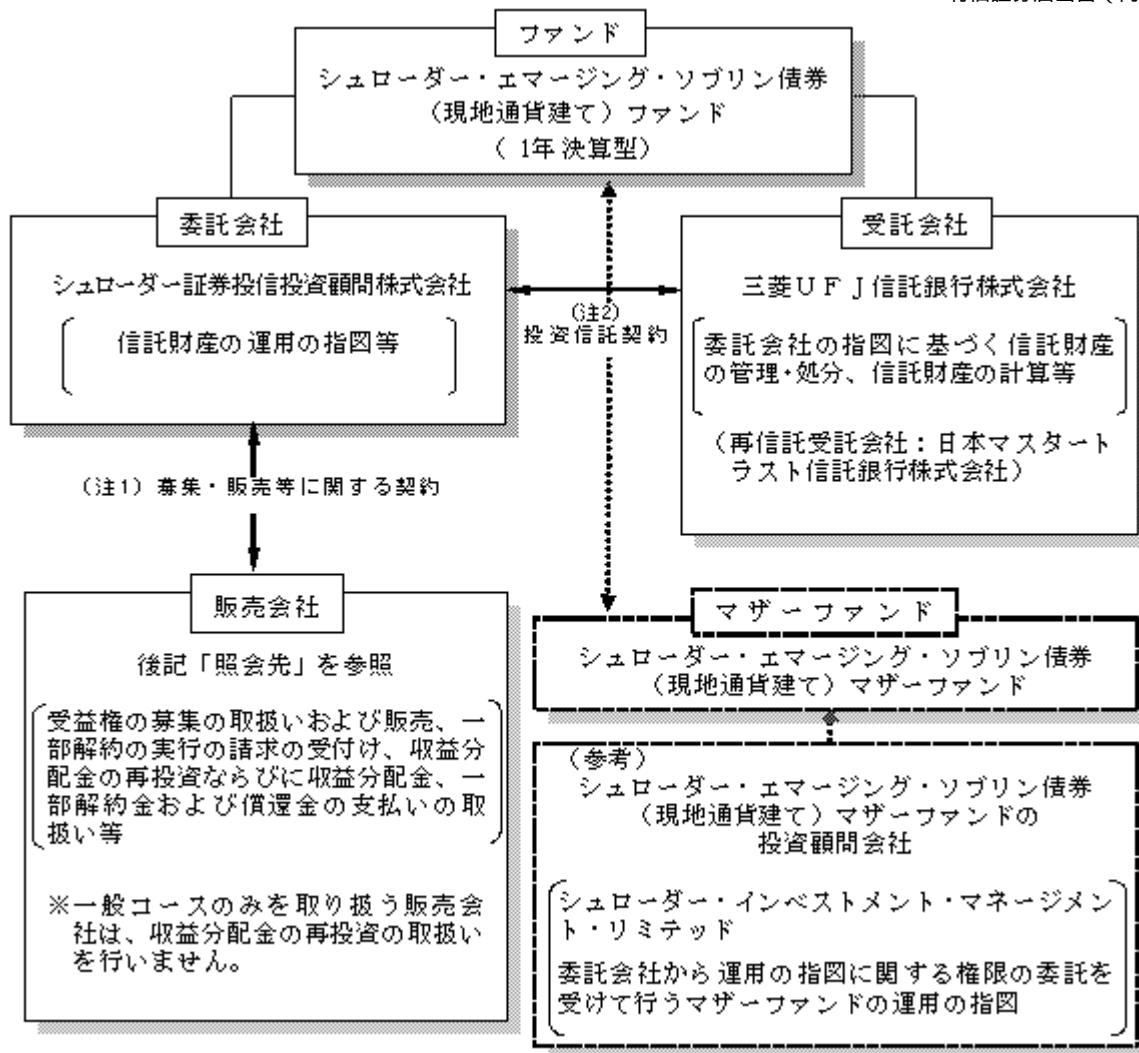 ファンド
シュローダー・エマージング・ソブリン債券
（現地通貨建て）ファンド
（ 1年 決算型）
委託会社
シュローダー証券投信投資顧問株式会社
信託財産の運用の指図等
受託会社
三菱ＵＦＪ信託銀行株式会社
委託会社の指図に基づく信託財産
の管理・処分、信託財産の計算等
（再信託受託会社：日本マスタート
ラスト信託銀行株式会社）
（注2）
投資信託契約
（注1）募集・販売等に関する契約
販売会社
後記「照会先」を参照
受益権の募集の取扱いおよび販売、一
部解約の実行の請求の受付け、収益分
配金の再投資ならびに収益分配金、一
部解約金および償還金の支払いの取
扱い等
※一般コースのみを取り扱う販売会
社は、収益分配金の再投資の取扱い
を行いません。
マザーファンド
シュローダー・エマージング・ソブリン債券
（現地通貨建て）マザーファンド
（参考）
シュローダー・エマージング・ソブリン債券
（現地通貨建て）マザーファンドの
投資顧問会社
シュローダー・インベストメント・マネージメン
ト・リミテッド
委託会社から運用の指図に関する権限の委託を
受けて行うマザーファンドの運用の指図